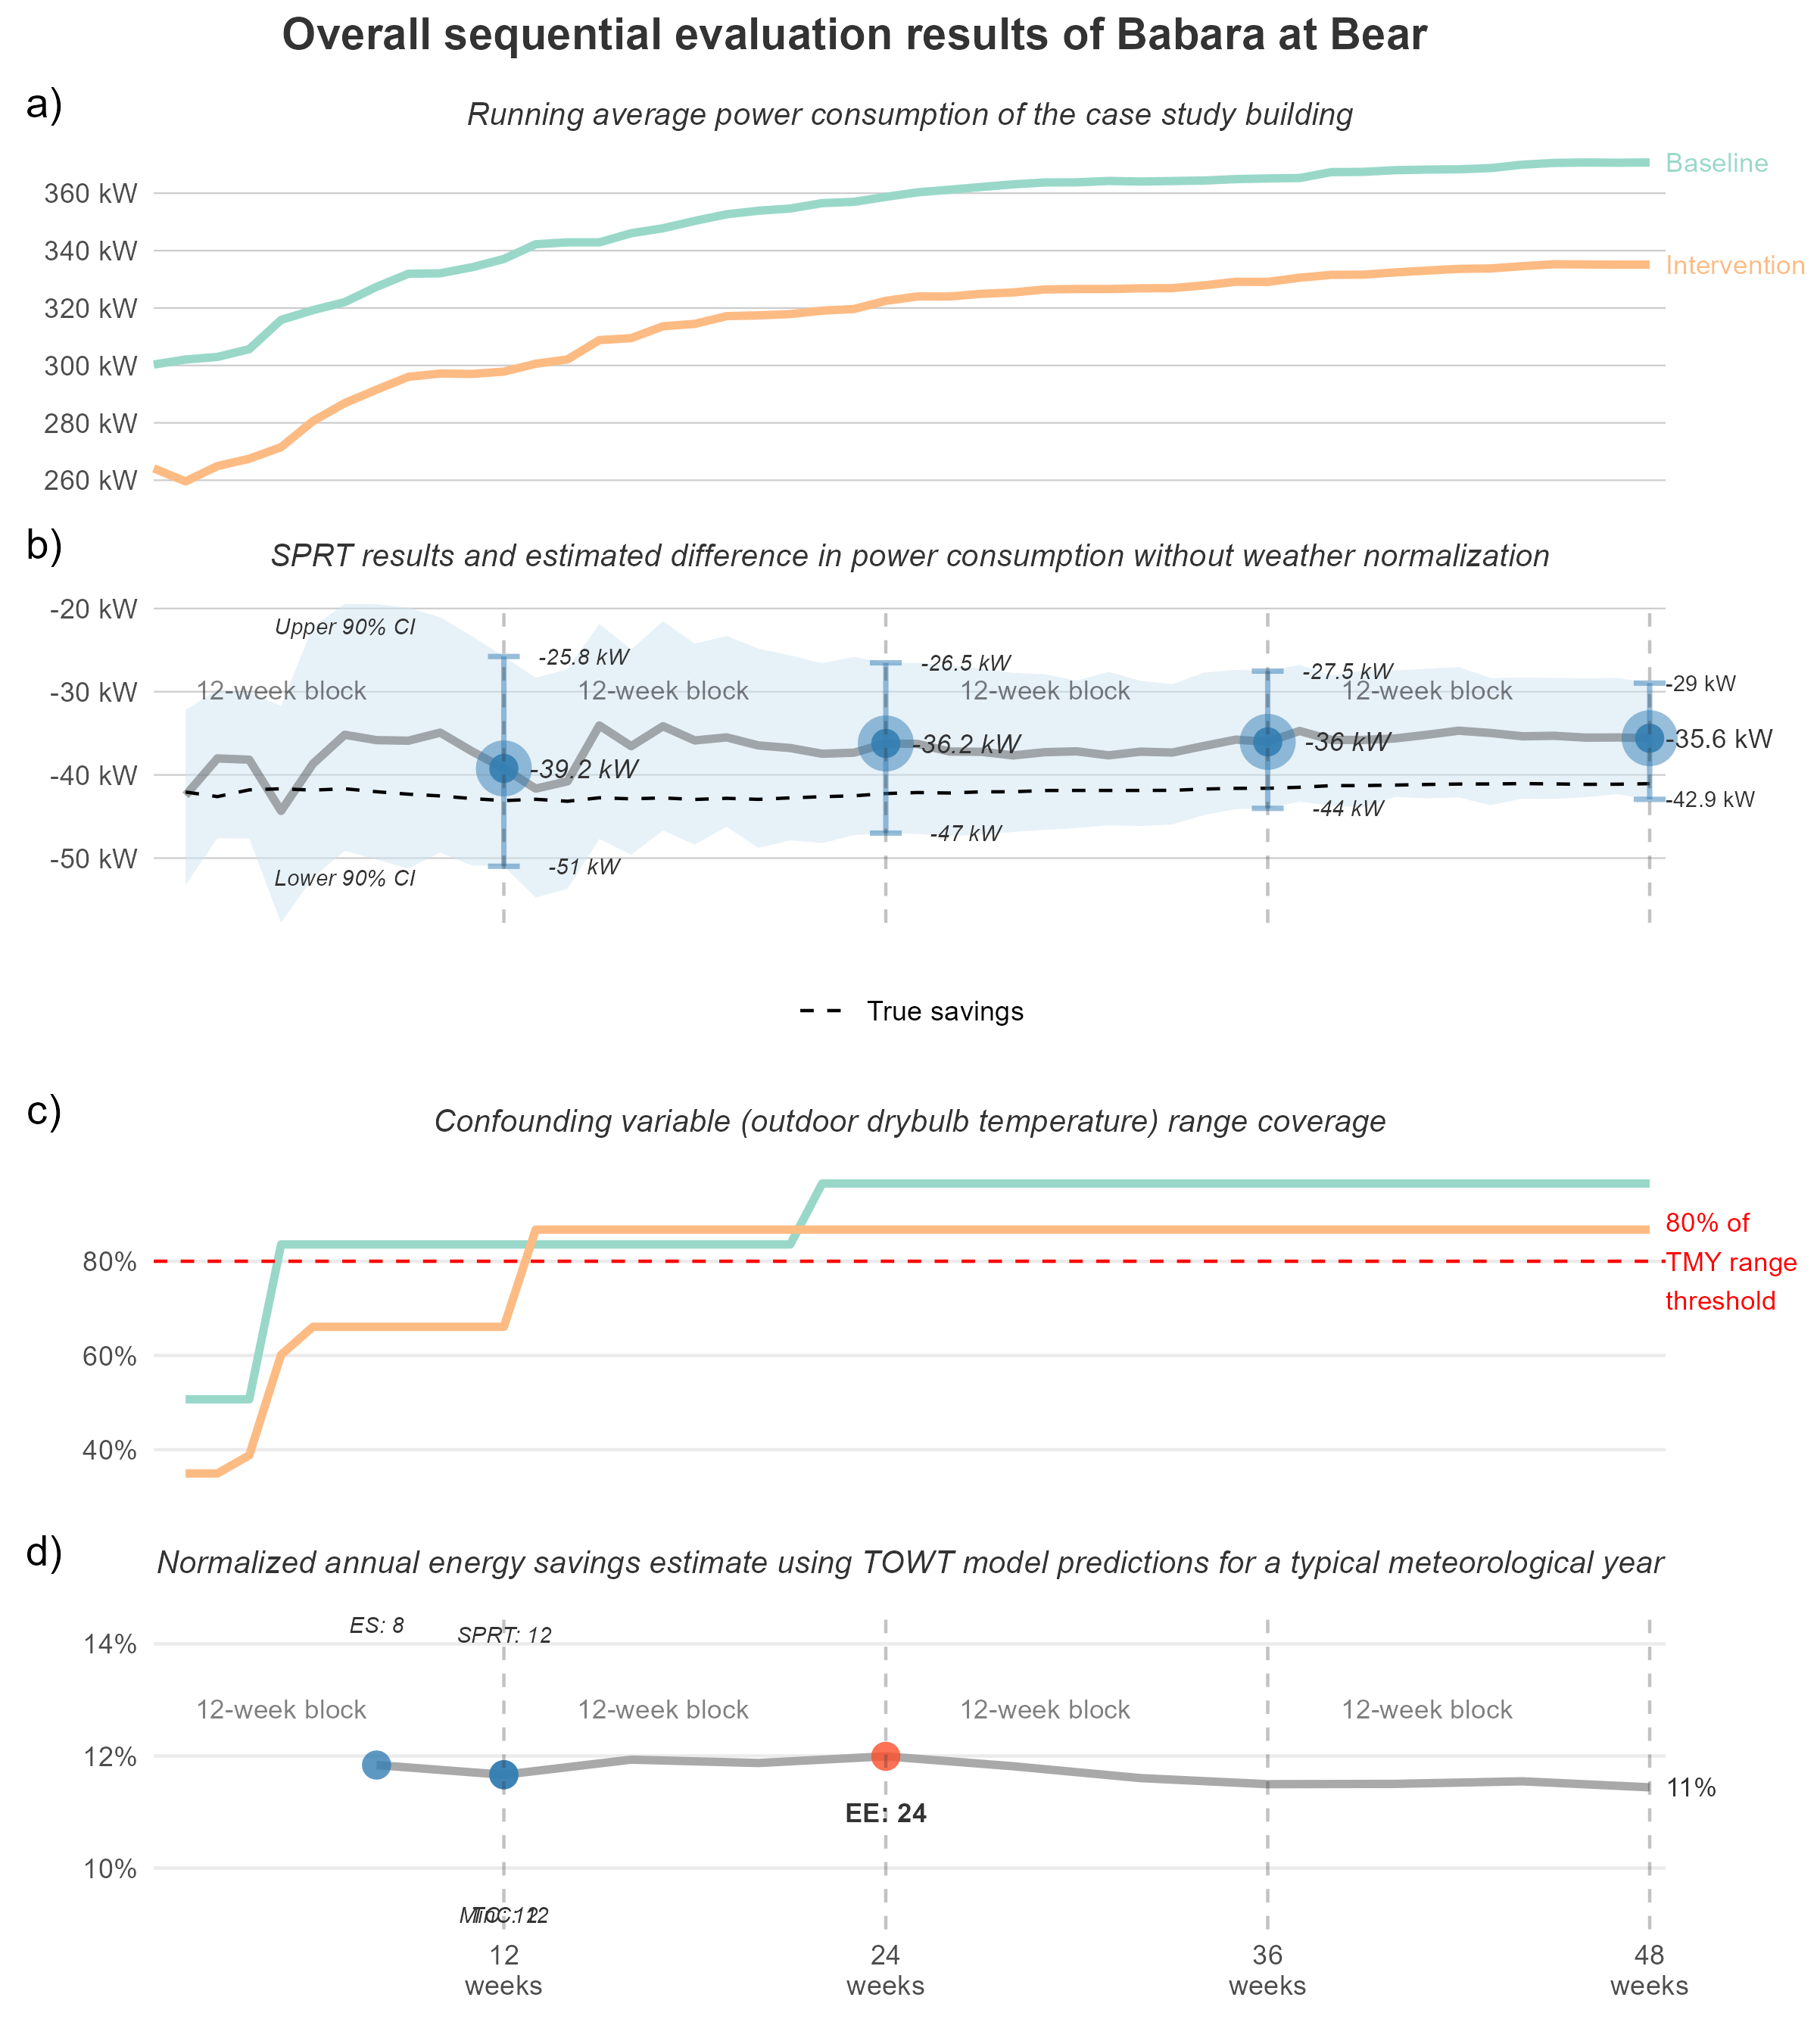 Overall sequential evaluation results of Babara at Bear
a)
Running average power consumption of the case study building
360 kW
340 kW
320 kW
300 kW
280 kW
260 kW
Baseline
Intervention
b)
SPRT results and estimated difference in power consumption without weather normalization
-20 kW
-30 kW
-40 kW
-50 kW
Upper 90% CI
Lower 90% CI
12-week block
12-week block
12-week block
12-week block
-25.8 kW
-39.2 kW
-51 kW
-26.5 kW
-36.2 kW
-47 kW
-27.5 kW
-36 kW
-44 kW
-29 kW
-35.6 kW
-42.9 kW
True savings
c)
Confounding variable (outdoor drybulb temperature) range coverage
80%
60%
40%
80% of
TMY range
threshold
d)
Normalized annual energy savings estimate using TOWT model predictions for a typical meteorological year
14%
12%
10%
ES: 8
SPRT: 12
12-week block
12-week block
12-week block
12-week block
EE: 24
11%
12
weeks
24
weeks
36
weeks
48
weeks